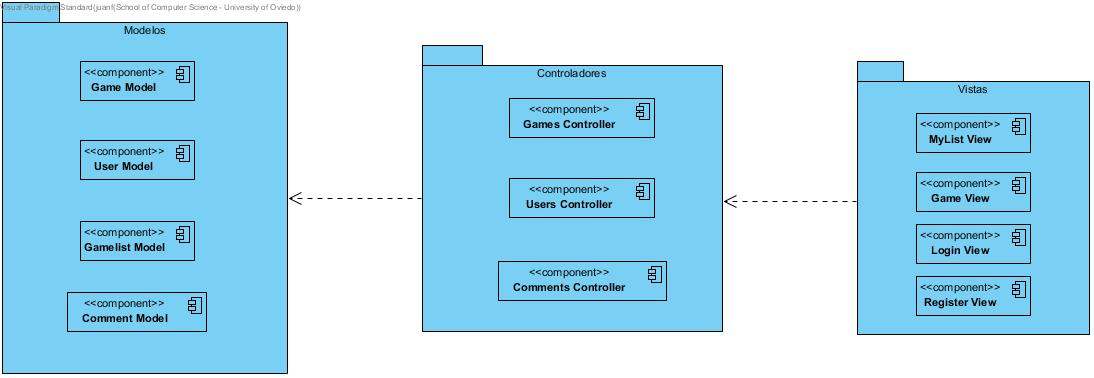 Visual Paradigm Standard(juanf(School of Computer Science - University of Oviedo))
Modelos
<<component>>
Game Model
<<component>>
User Model
<<component>>
Gamelist Model
<<component>>
Comment Model
Controladores
<<component>>
Games Controller
<<component>>
Users Controller
<<component>>
Comments Controller
Vistas
<<component>>
MyList View
<<component>>
Game View
<<component>>
Login View
<<component>>
Register View